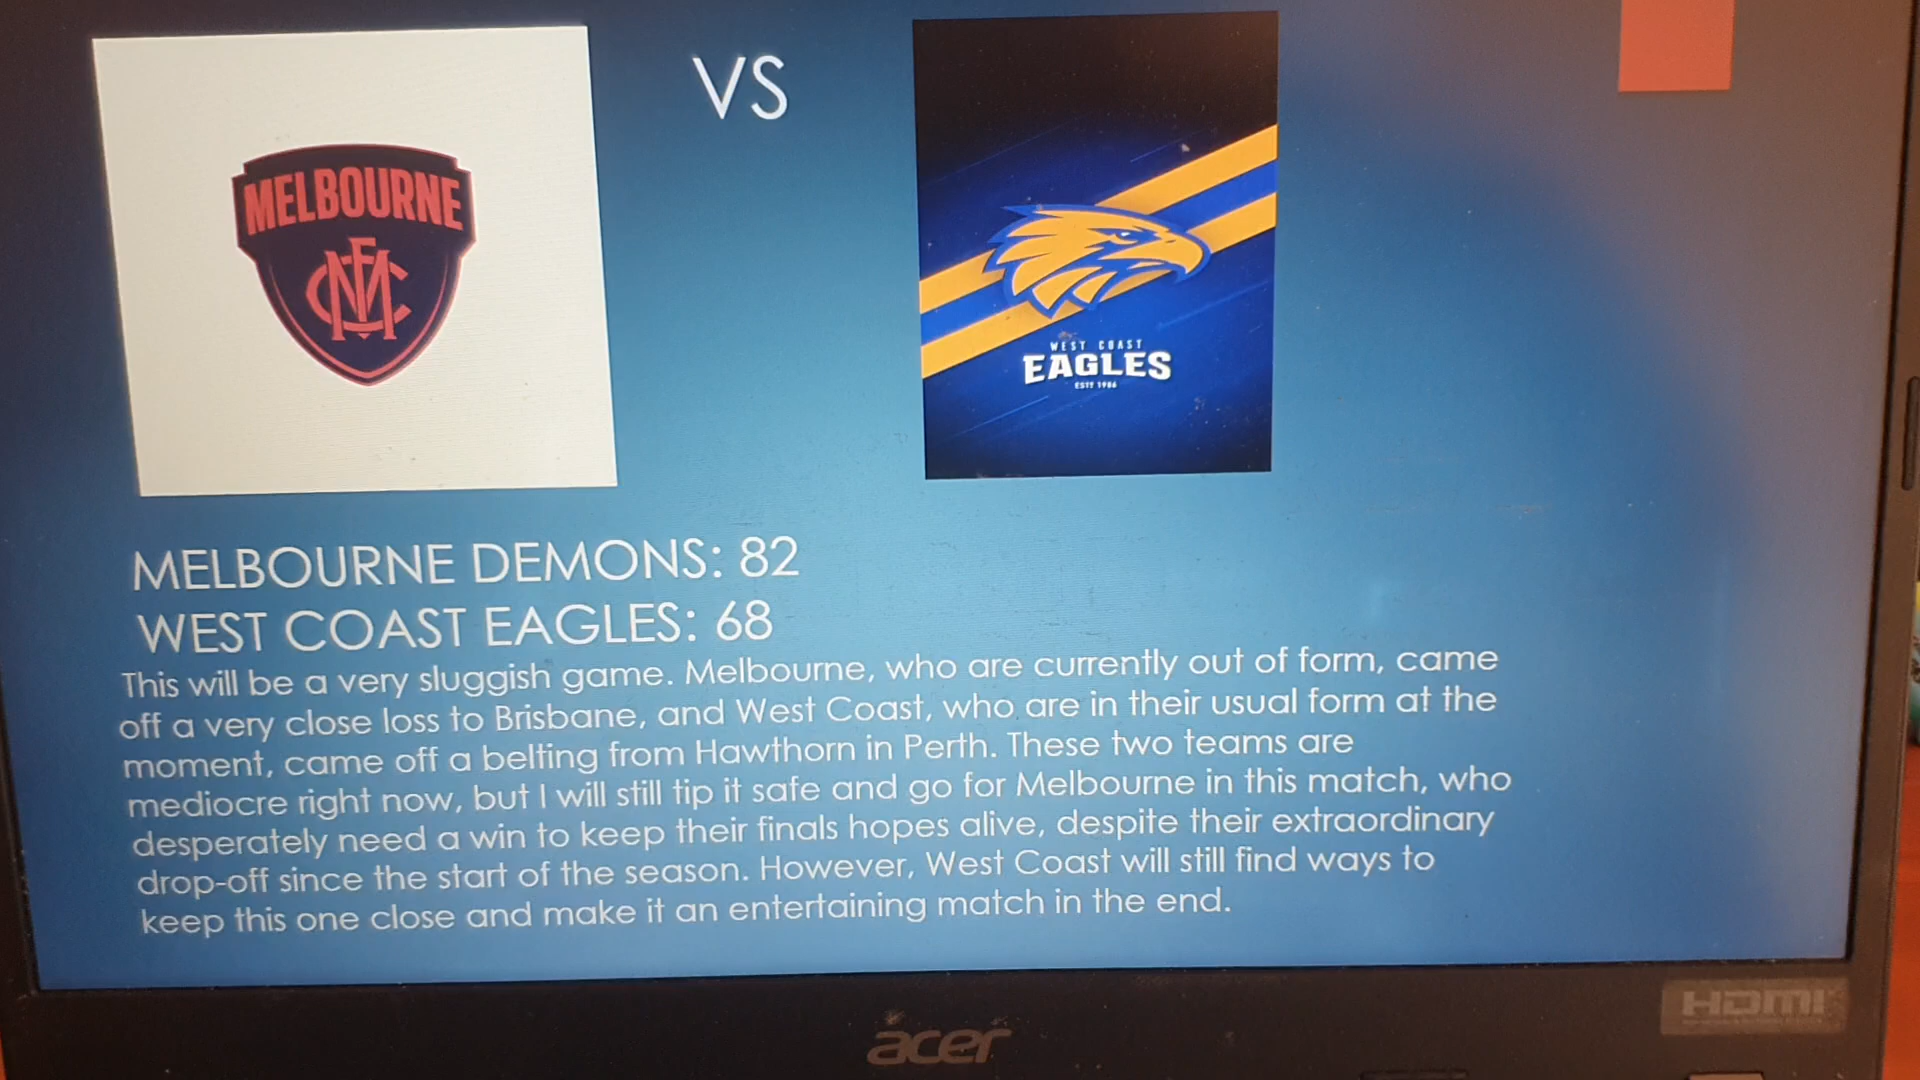 MELBOURNE
MFC
VS
WEST COAST
EAGLES
ESTD 1986
MELBOURNE DEMONS: 82
WEST COAST EAGLES: 68
This will be a very sluggish game. Melbourne, who are currently out of form, came
off a very close loss to Brisbane, and West Coast, who are in their usual form at the
moment, came off a belting from Hawthorn in Perth. These two teams are
mediocre right now, but I will still tip it safe and go for Melbourne in this match, who
desperately need a win to keep their finals hopes alive, despite their extraordinary
drop-off since the start of the season. However, West Coast will still find ways to
keep this one close and make it an entertaining match in the end.
acer
HDMI